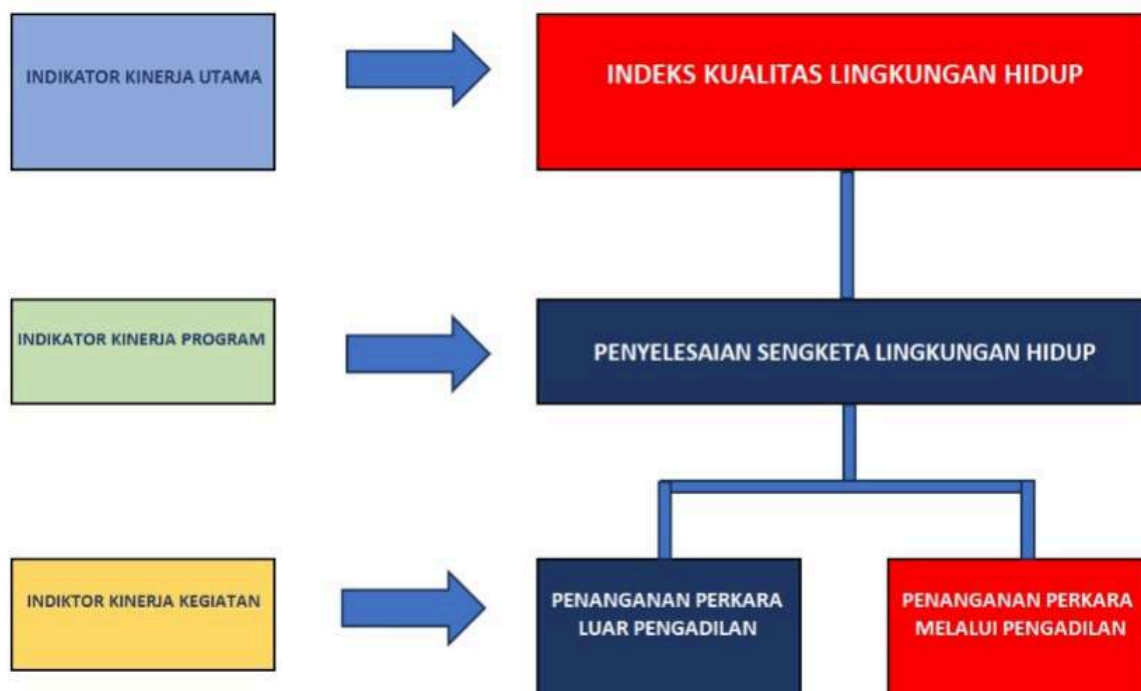 INDIKATOR KINERJA UTAMA
INDEKS KUALITAS LINGKUNGAN HIDUP
INDIKATOR KINERJA PROGRAM
PENYELESAIAN SENGKETA LINGKUNGAN HIDUP
INDIKTOR KINERJA KEGIATAN
PENANGANAN PERKARA
LUAR PENGADILAN
PENANGANAN PERKARA
MELALUI PENGADILAN